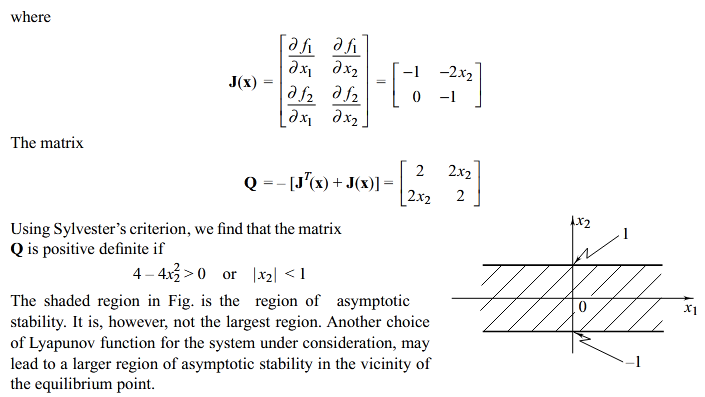 where
J(x) = [∂f₁/∂x₁ ∂f₁/∂x₂; ∂f₂/∂x₁ ∂f₂/∂x₂] = [−1 −2x₂; 0 −1]
The matrix
Q = – [Jᵀ(x) + J(x)] = [2 2x₂; 2x₂ 2]
Using Sylvester's criterion, we find that the matrix
Q is positive definite if
4 – 4x₂² > 0 or |x₂| < 1
The shaded region in Fig. is the region of asymptotic
stability. It is, however, not the largest region. Another choice
of Lyapunov function for the system under consideration, may
lead to a larger region of asymptotic stability in the vicinity of
the equilibrium point.
x₂
1
0
x₁
–1